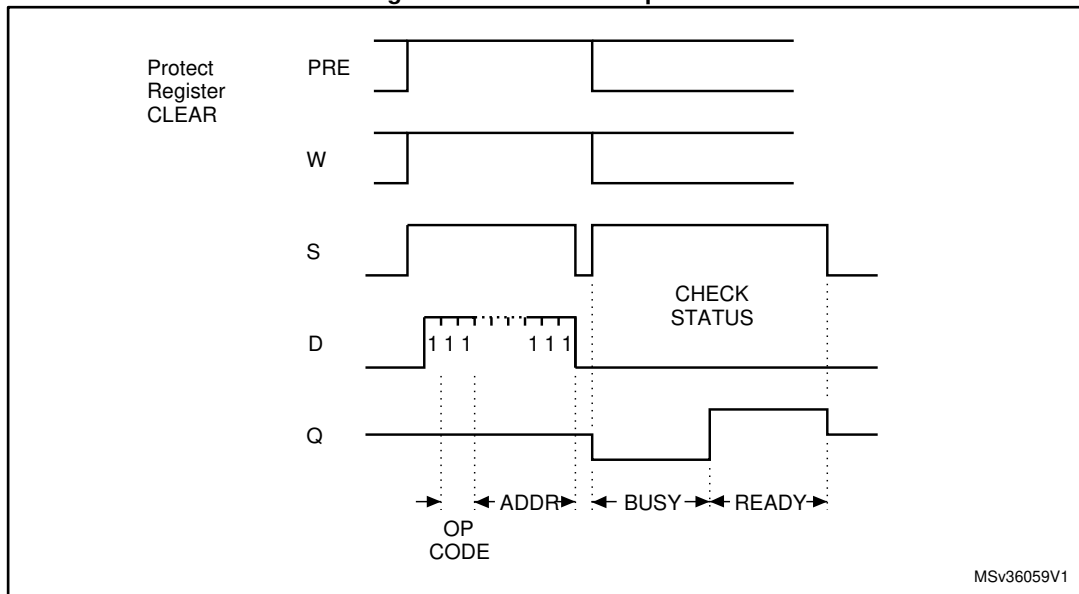 Protect
Register
CLEAR
PRE
W
S
CHECK
STATUS
D
1 1 1 1 1 1
Q
ADDR BUSY READY
OP
CODE
MSv36059V1